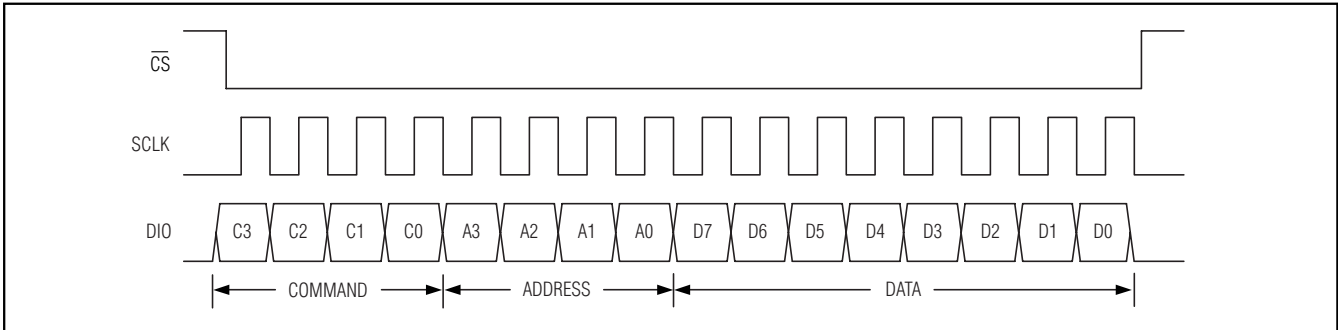 CS
SCLK
DIO C3 C2 C1 C0 A3 A2 A1 A0 D7 D6 D5 D4 D3 D2 D1 D0
COMMAND ADDRESS DATA